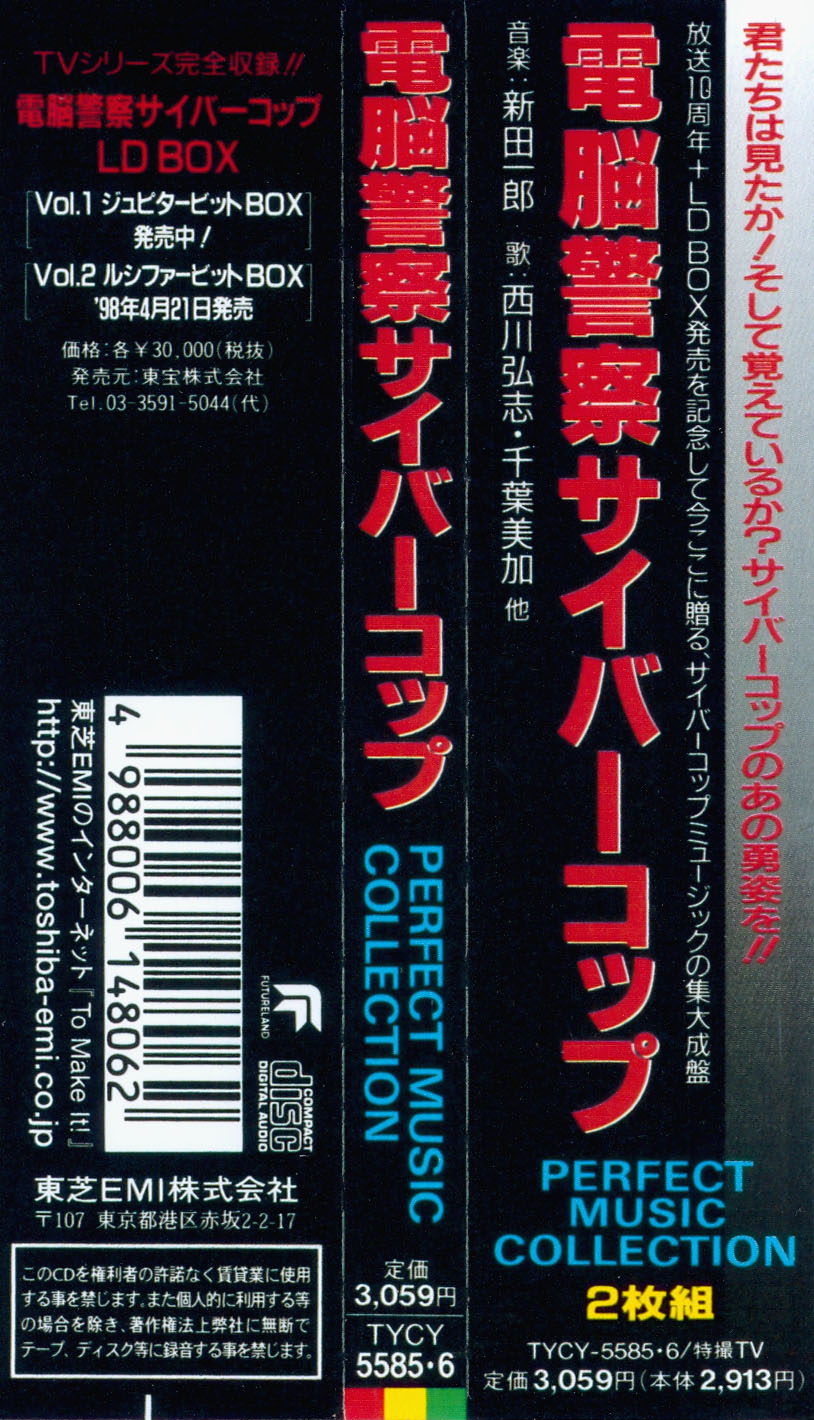 君たちは見たか!そして覚えているか?サイバーコップのあの勇姿を!!
放送10周年+LD BOX発売を記念して今ここに贈る、サイバーコップミュージックの集大成盤
電脳警察サイバーコップ
音楽:新田一郎 歌:西川弘志・千葉美加 他
PERFECT
MUSIC
COLLECTION
2枚組
TYCY-5585・6/特撮TV
定価3,059円(本体2,913円)
電脳警察サイバーコップ
PERFECT MUSIC
COLLECTION
定価
3,059円
TYCY
5585・6
TVシリーズ完全収録!!
電脳警察サイバーコップ
LD BOX
Vol.1 ジュピタービットBOX
発売中!
Vol.2 ルシファービットBOX
'98年4月21日発売
価格:各¥30,000(税抜)
発売元:東宝株式会社
Tel.03-3591-5044(代)
4 988006 148062
東芝EMIのインターネット『To Make It!』
http://www.toshiba-emi.co.jp
FUTURELAND
COMPACT
disc
DIGITAL AUDIO
東芝EMI株式会社
〒107 東京都港区赤坂2-2-17
このCDを権利者の許諾なく賃貸業に使用
する事を禁じます。また個人的に利用する等
の場合を除き、著作権法上弊社に無断で
テープ、ディスク等に録音する事を禁じます。